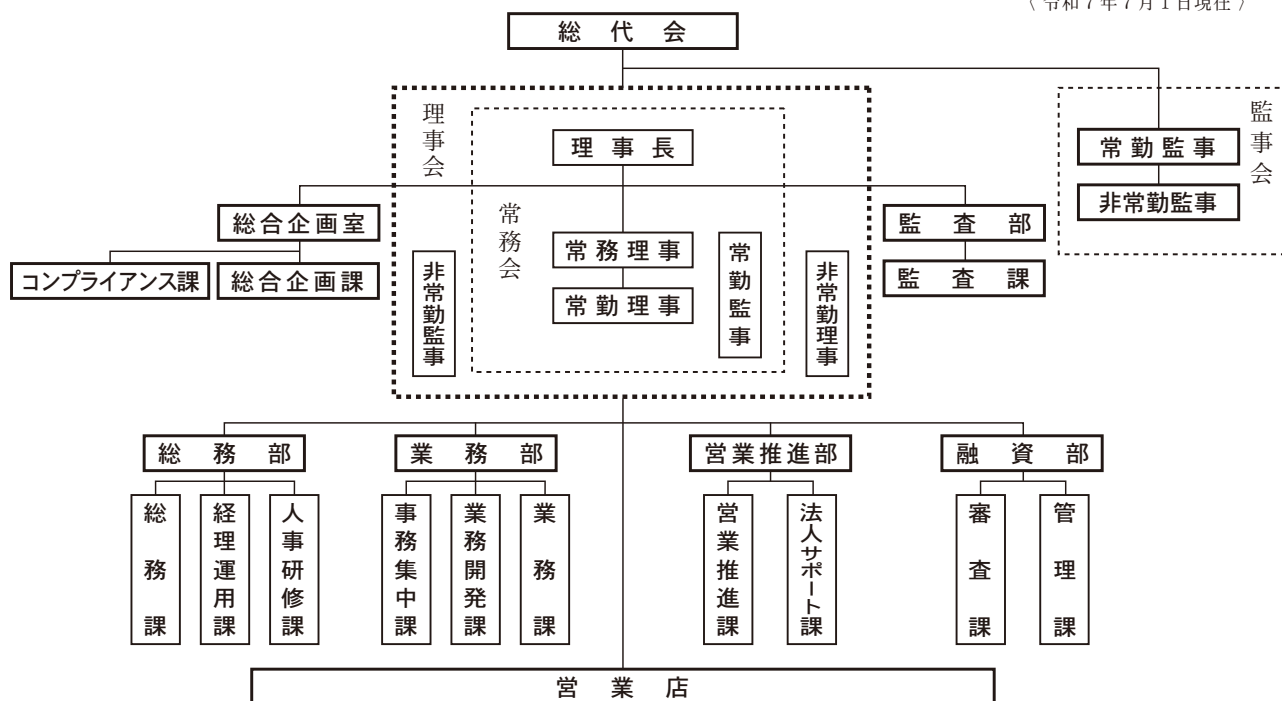 〈 令和 7 年 7 月 1 日現在 〉
総代会
理事会
理事長
常務会
常務理事
常勤理事
常勤監事
非常勤監事
非常勤理事
監事会
常勤監事
非常勤監事
総合企画室
コンプライアンス課
総合企画課
監査部
監査課
総務部
総務課
経理運用課
人事研修課
業務部
事務集中課
業務開発課
業務課
営業推進部
営業推進課
法人サポート課
融資部
審査課
管理課
営業店